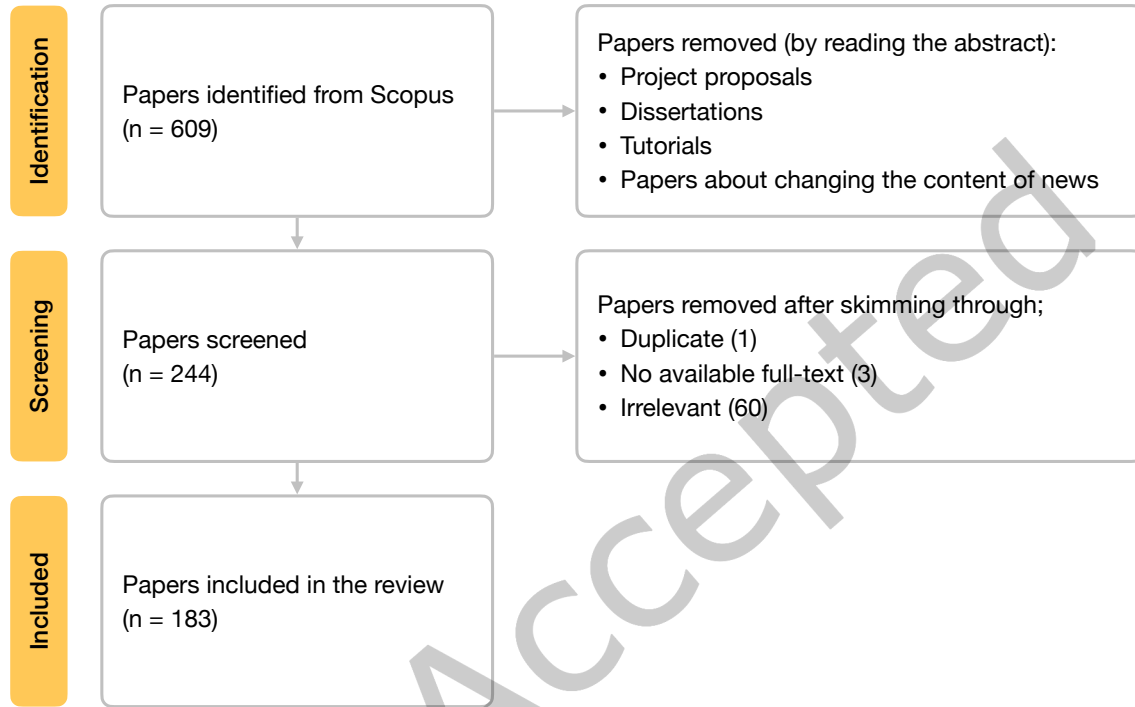 Identification
Papers identified from Scopus
(n = 609)
Papers removed (by reading the abstract):
• Project proposals
• Dissertations
• Tutorials
• Papers about changing the content of news
Screening
Papers screened
(n = 244)
Papers removed after skimming through;
• Duplicate (1)
• No available full-text (3)
• Irrelevant (60)
Included
Papers included in the review
(n = 183)
Accepted